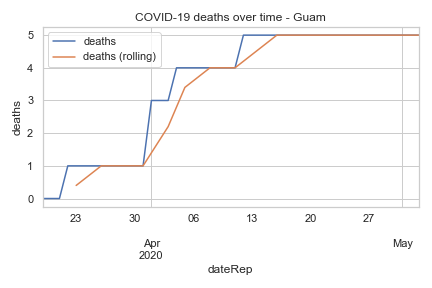 COVID-19 deaths over time - Guam
deaths
deaths (rolling)
deaths
5
4
3
2
1
0
23 30 06 13 20 27
Apr May
2020
dateRep